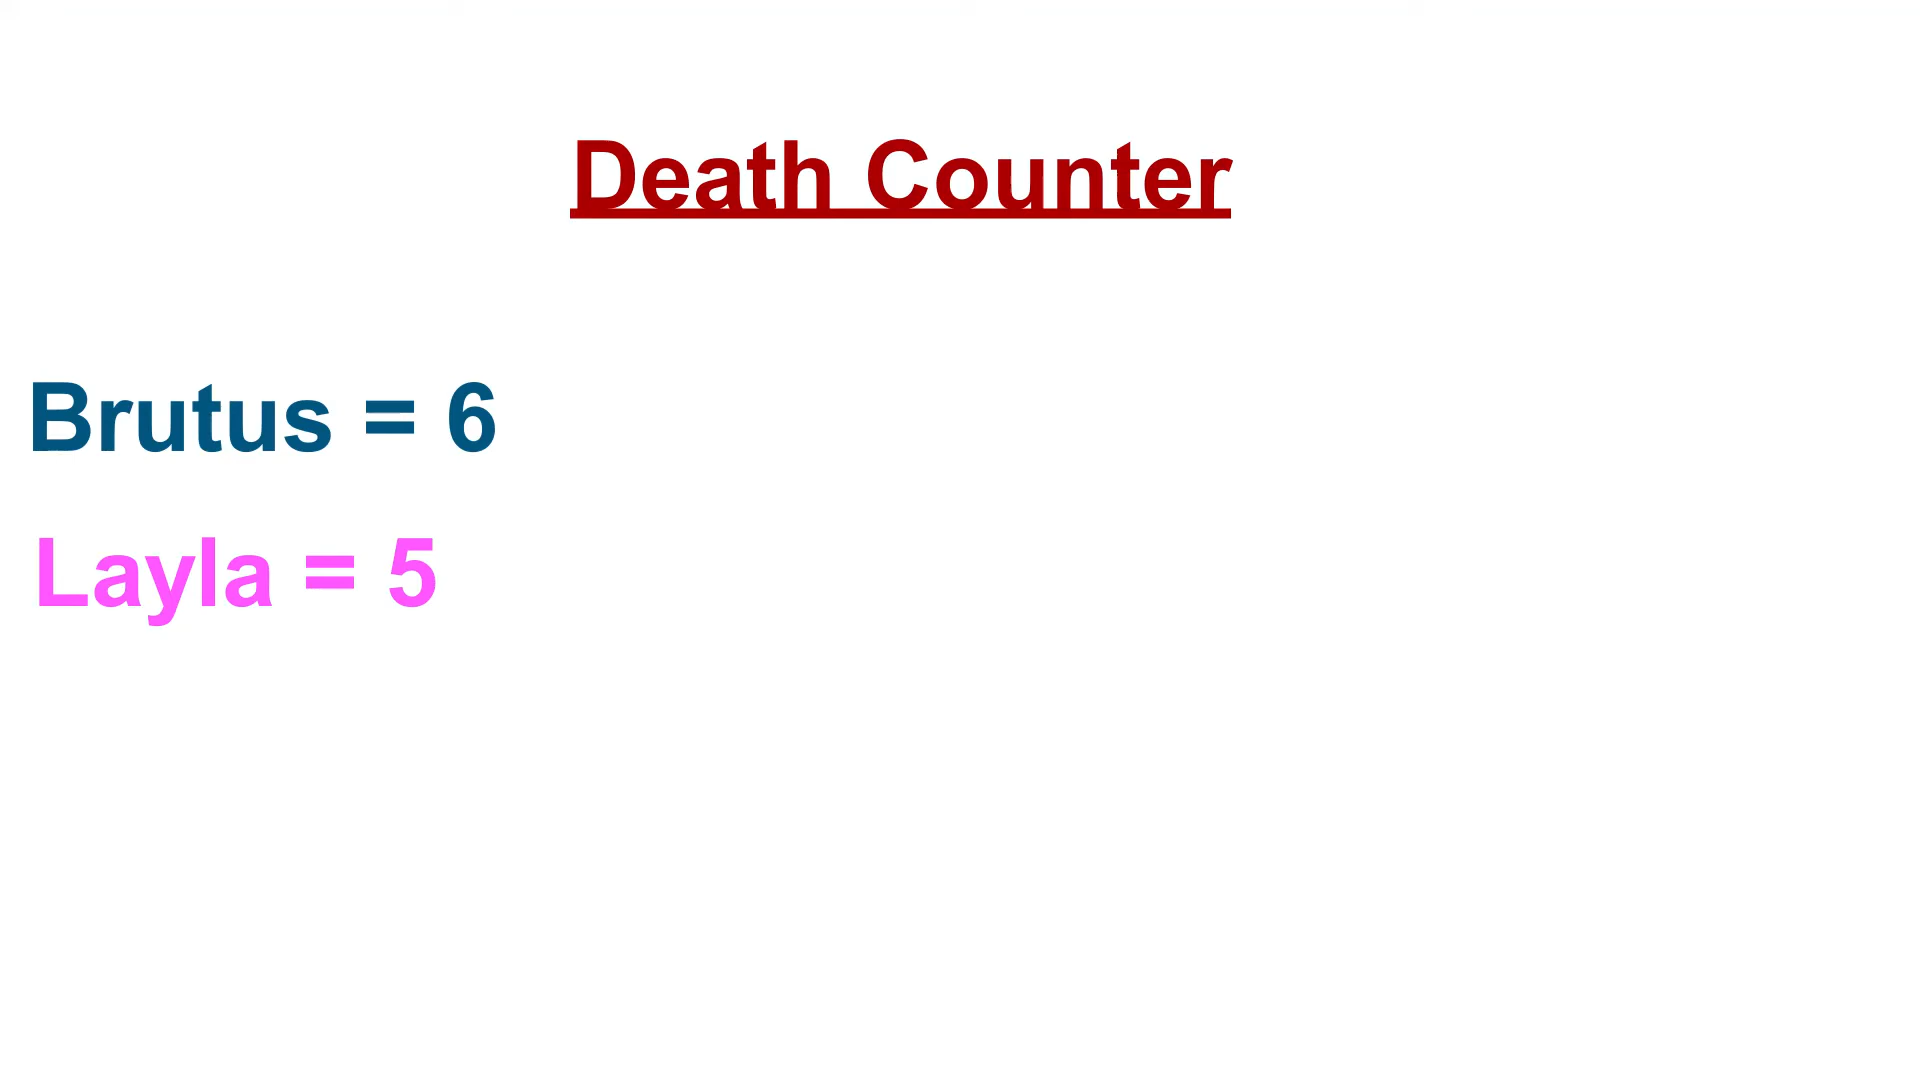 Death Counter
Brutus = 6
Layla = 5